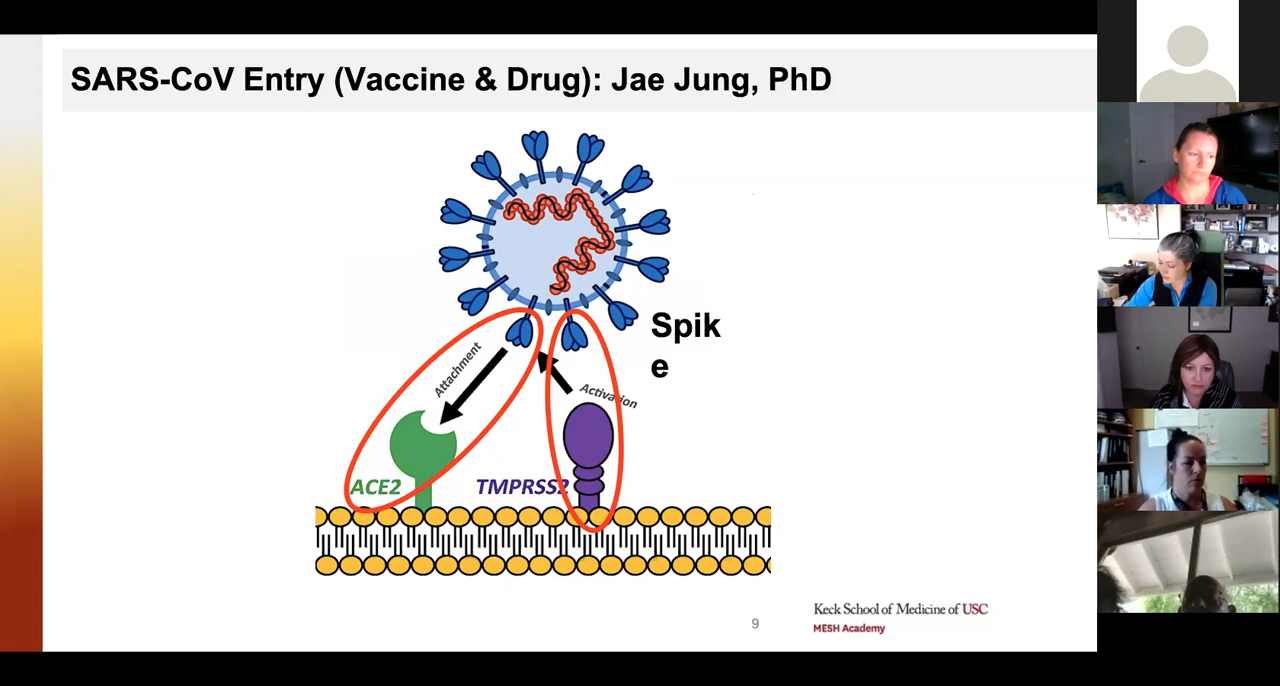 SARS-CoV Entry (Vaccine & Drug): Jae Jung, PhD
Spik
e
Attachment
Activation
ACE2
TMPRSS2
9
Keck School of Medicine of USC
MESH Academy